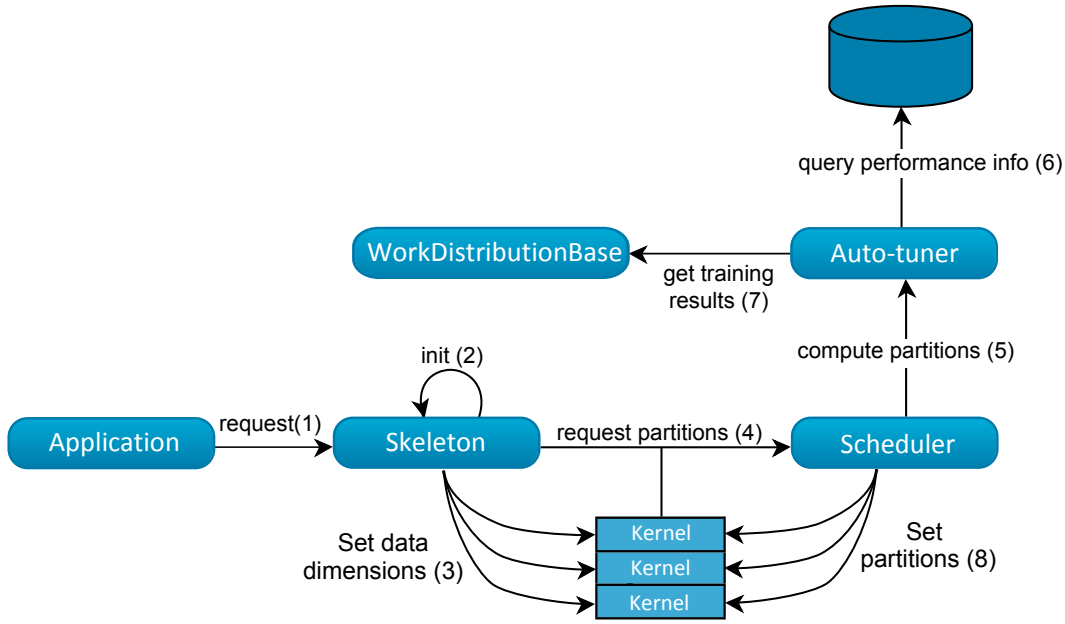 query performance info (6)
WorkDistributionBase
Auto-tuner
get training
results (7)
compute partitions (5)
init (2)
Application
request(1)
Skeleton
request partitions (4)
Scheduler
Set data
dimensions (3)
Kernel
Kernel
Kernel
Set
partitions (8)